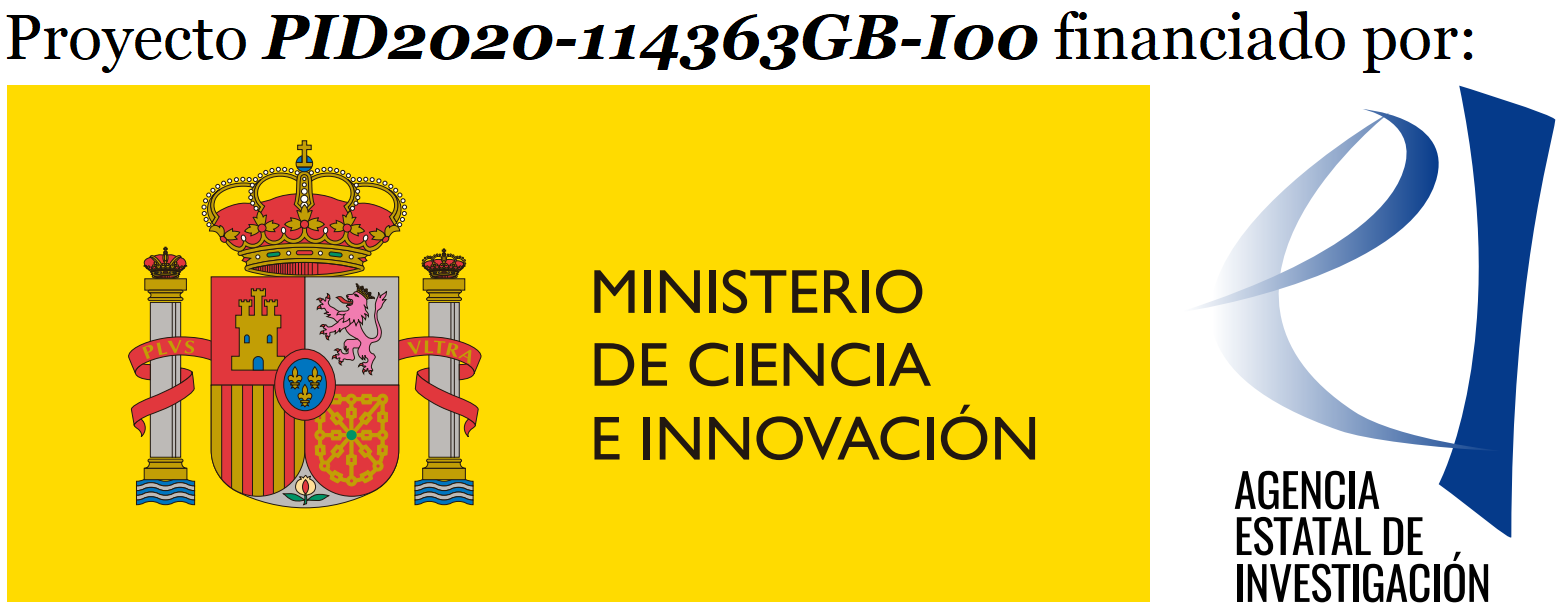 Proyecto PID2020-114363GB-I00 financiado por:
PLVS VLTRA
MINISTERIO
DE CIENCIA
E INNOVACIÓN
AGENCIA
ESTATAL DE
INVESTIGACIÓN